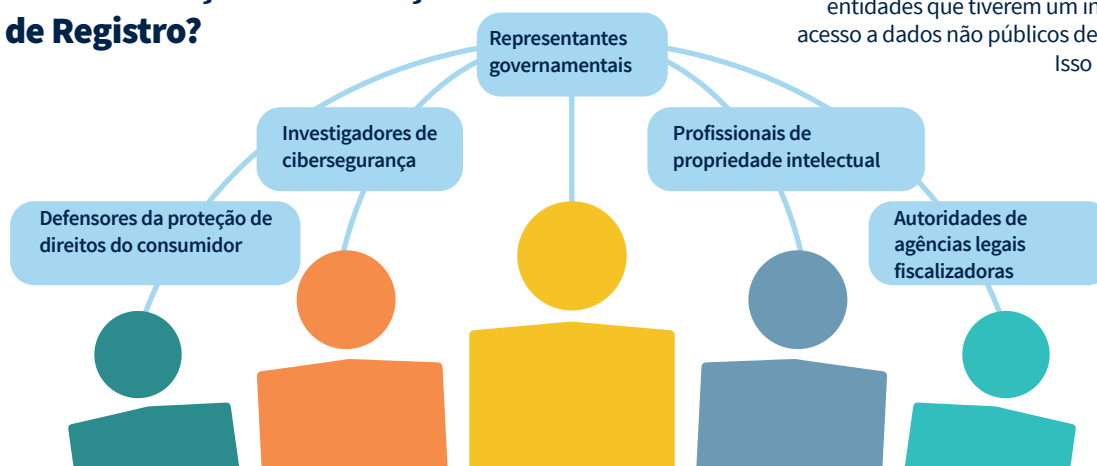 de Registro?
entidades que tiverem um
acesso a dados não públicos de
Isso
Representantes
governamentais
Investigadores de
cibersegurança
Profissionais de
propriedade intelectual
Defensores da proteção de
direitos do consumidor
Autoridades de
agências legais
fiscalizadoras